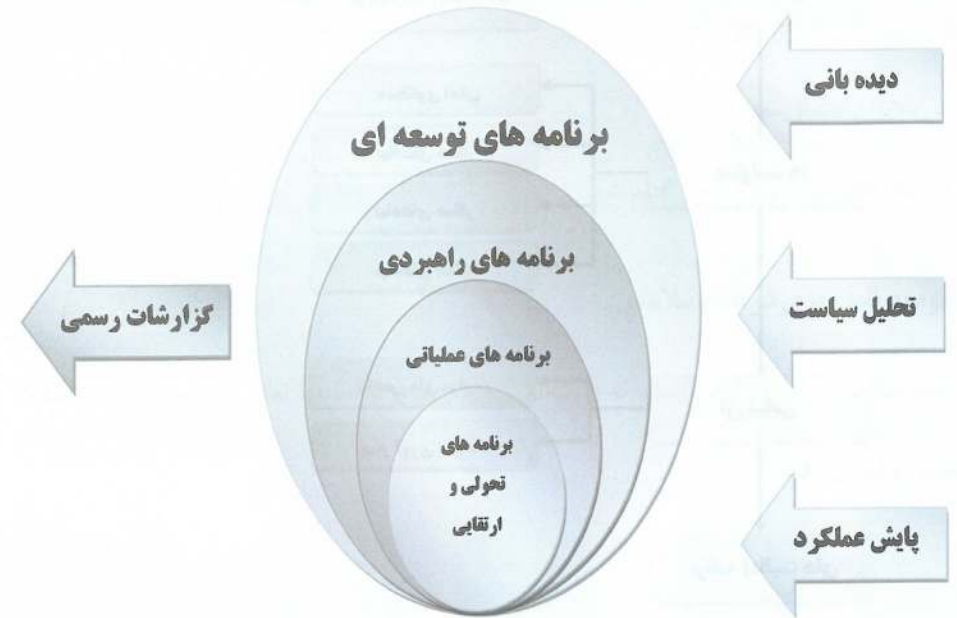 دیده بانی
برنامه های توسعه ای
برنامه های راهبردی
تحلیل سیاست
گزارشات رسمی
برنامه های عملیاتی
برنامه های
تحولی و
ارتقایی
پایش عملکرد